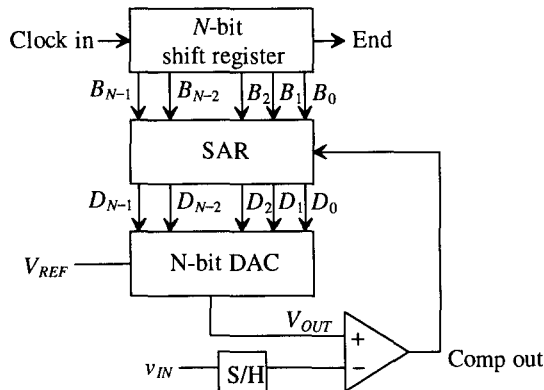 N-bit
Clock in
shift register
End
B_{N-1} B_{N-2} B_2 B_1 B_0
SAR
D_{N-1} D_{N-2} D_2 D_1 D_0
V_{REF}
N-bit DAC
V_{OUT}
+
v_{IN}
S/H
−
Comp out